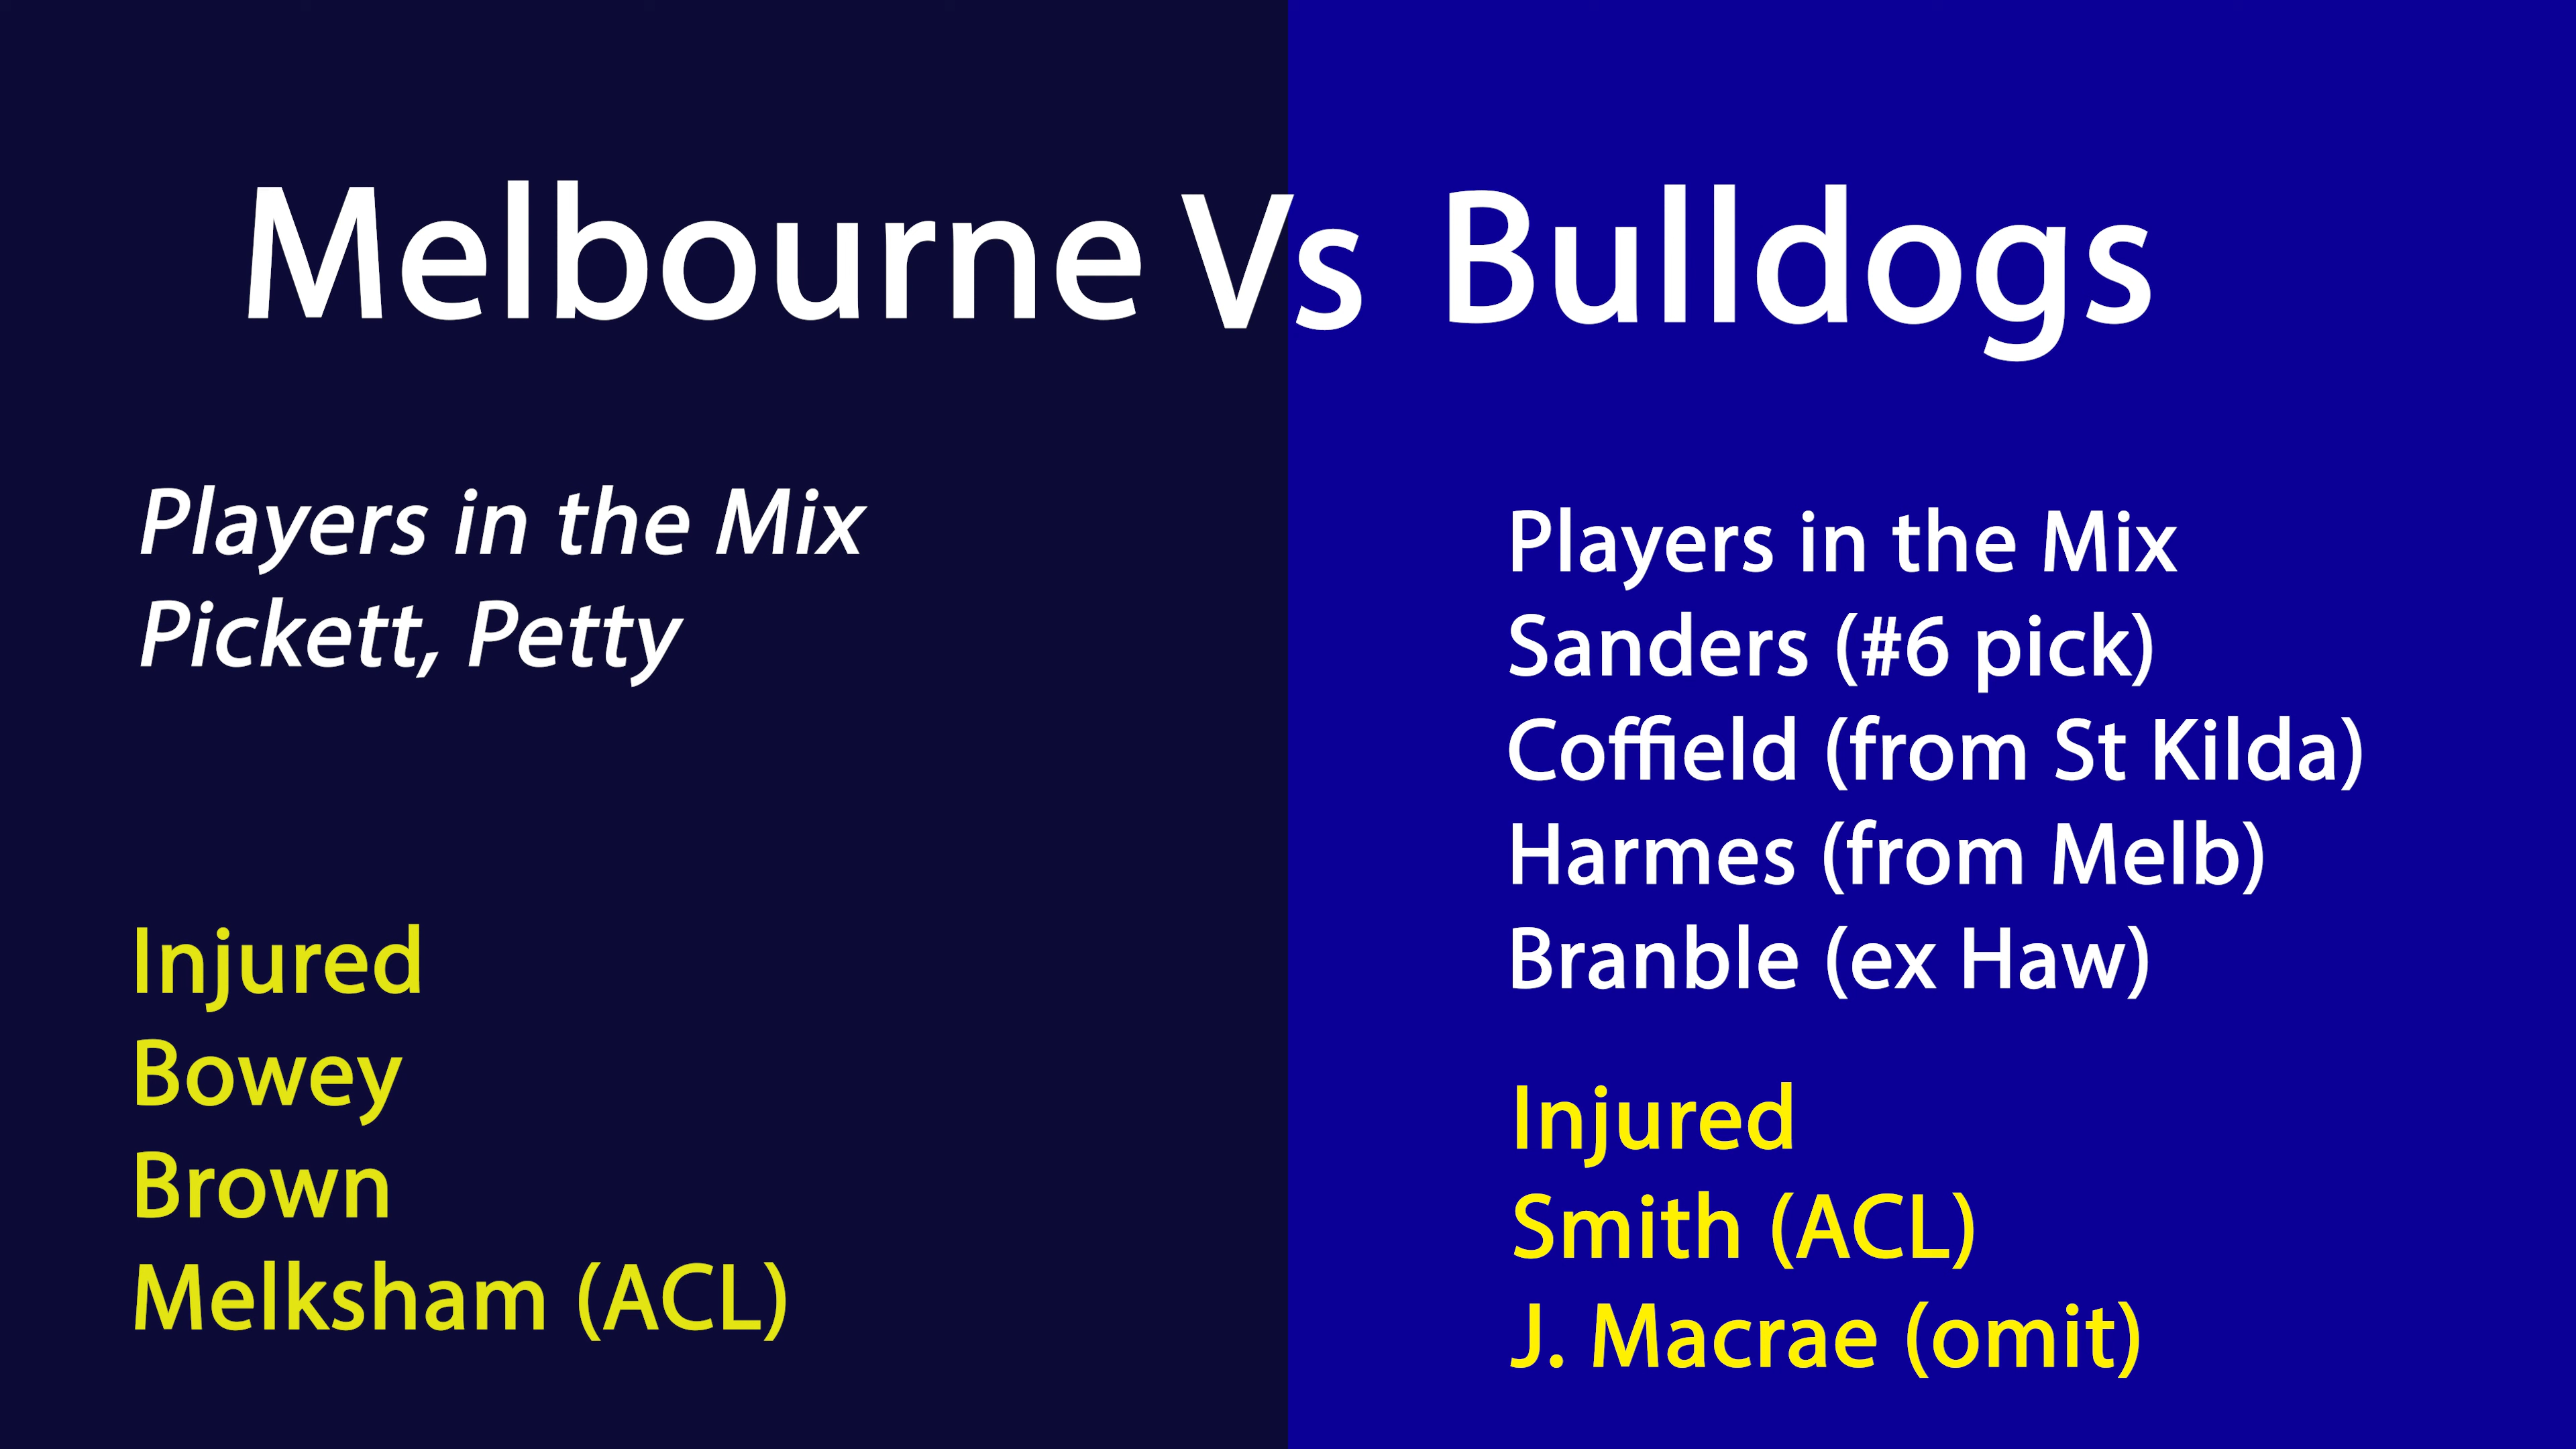 Melbourne Vs Bulldogs
Players in the Mix
Pickett, Petty
Injured
Bowey
Brown
Melksham (ACL)
Players in the Mix
Sanders (#6 pick)
Coffield (from St Kilda)
Harmes (from Melb)
Branble (ex Haw)
Injured
Smith (ACL)
J. Macrae (omit)